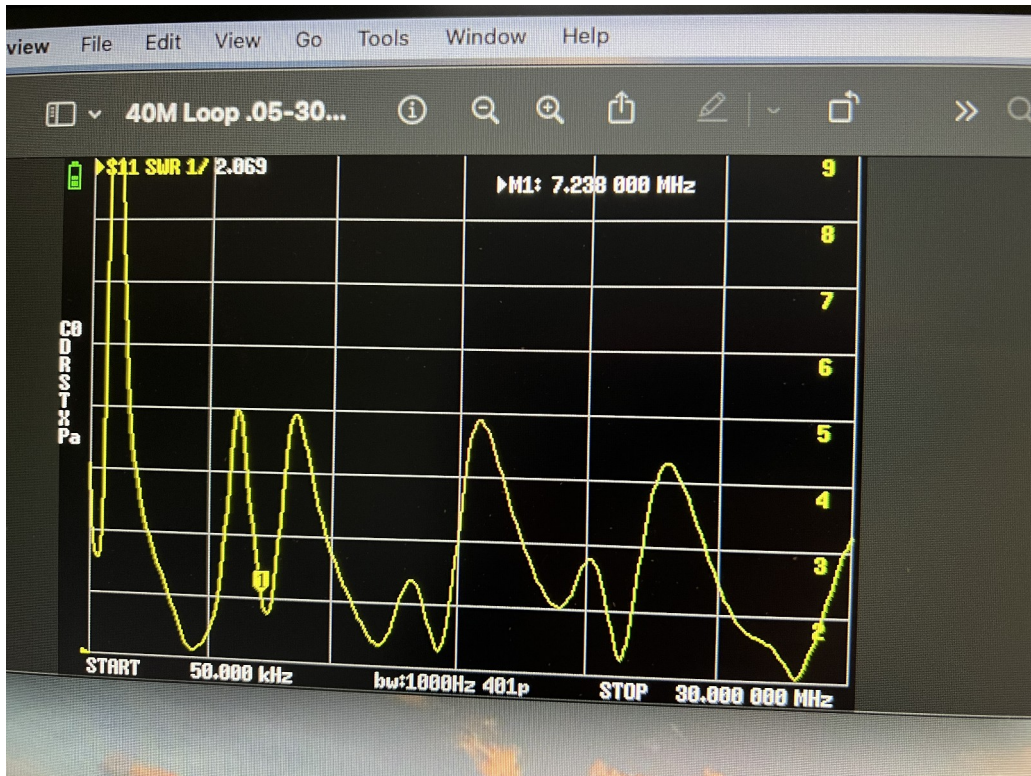 view File Edit View Go Tools Window Help
40M Loop .05-30...
▶S11 SWR 1/ 2.069
▶M1: 7.238 000 MHz
9
8
7
6
5
4
3
2
C0
D
R
S
T
X
Pa
1
START 50.000 kHz bw:1000Hz 401p STOP 30.000 000 MHz